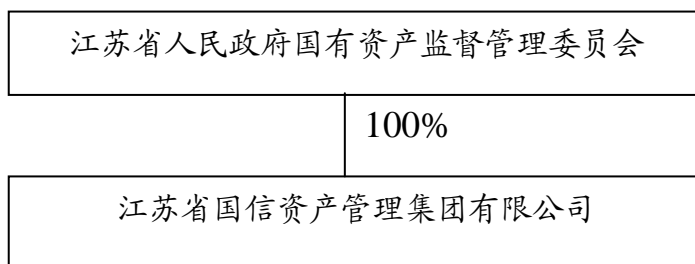 江苏省人民政府国有资产监督管理委员会
100%
江苏省国信资产管理集团有限公司